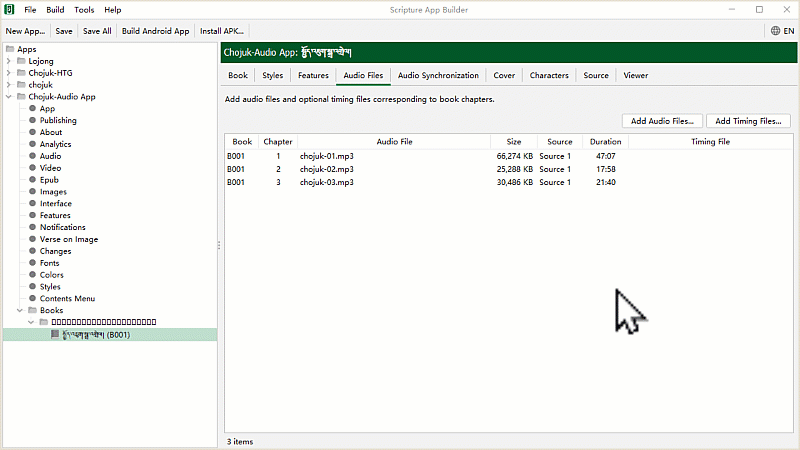 Scripture App Builder
File Build Tools Help
New App... Save Save All Build Android App Install APK... EN
Apps
Lojong
Chojuk-HTG
chojuk
Chojuk-Audio App
App
Publishing
About
Analytics
Audio
Video
Epub
Images
Interface
Features
Notifications
Verse on Image
Changes
Fonts
Colors
Styles
Contents Menu
Books
(B001)
Chojuk-Audio App:
Book Styles Features Audio Files Audio Synchronization Cover Characters Source Viewer
Add audio files and optional timing files corresponding to book chapters.
Add Audio Files... Add Timing Files...
Book Chapter Audio File Size Source Duration Timing File
B001 1 chojuk-01.mp3 66,274 KB Source 1 47:07
B001 2 chojuk-02.mp3 25,288 KB Source 1 17:58
B001 3 chojuk-03.mp3 30,486 KB Source 1 21:40
3 items